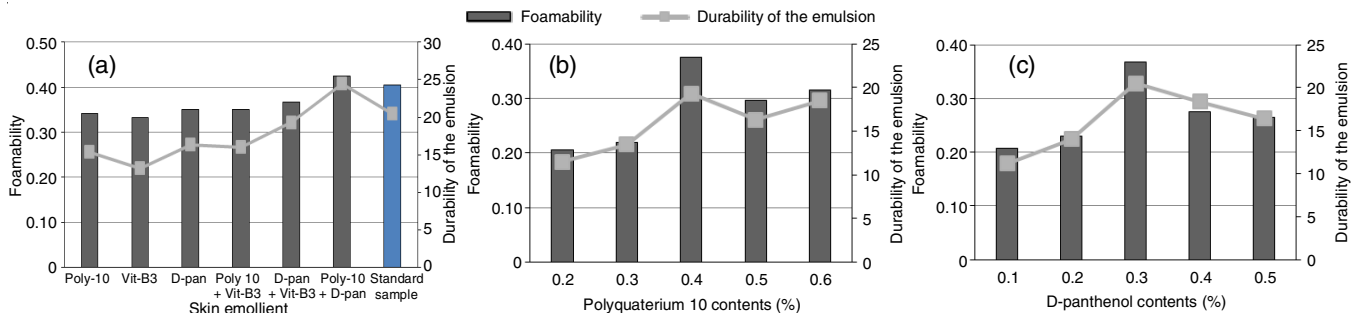 Foamability
Durability of the emulsion
(a)
0.50
0.40
0.30
0.20
0.10
0
Foamability
30
25
20
15
10
5
0
Durability of the emulsion
Poly-10
Vit-B3
D-pan
Poly 10
+ Vit-B3
D-pan
+ Vit-B3
Poly-10
+ D-pan
Standard
sample
Skin emollient
(b)
0.40
0.30
0.20
0.10
0
Foamability
25
20
15
10
5
0
Durability of the emulsion
0.2 0.3 0.4 0.5 0.6
Polyquaterium 10 contents (%)
(c)
0.40
0.30
0.20
0.10
0
Foamability
25
20
15
10
5
0
Durability of the emulsion
0.1 0.2 0.3 0.4 0.5
D-panthenol contents (%)